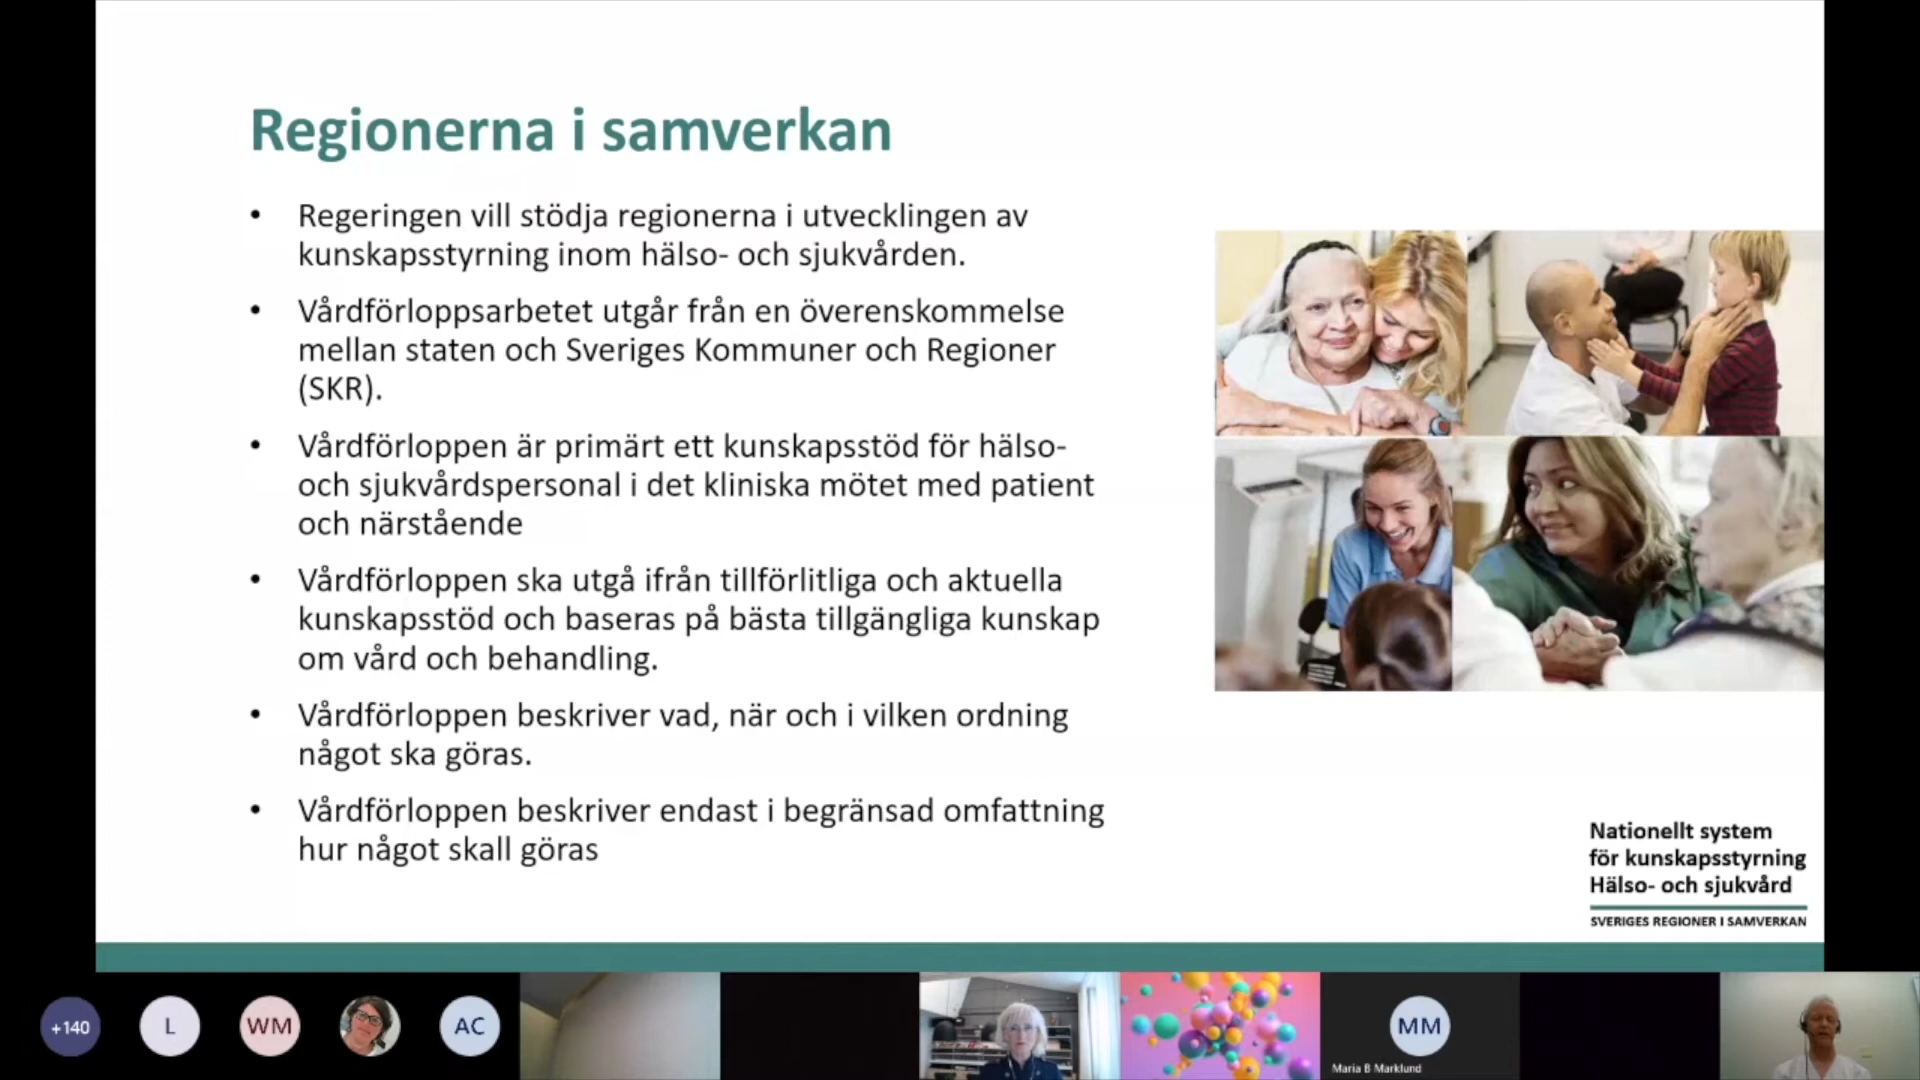 Regionerna i samverkan
• Regeringen vill stödja regionerna i utvecklingen av
kunskapsstyrning inom hälso- och sjukvården.
• Vårdförloppsarbetet utgår från en överenskommelse
mellan staten och Sveriges Kommuner och Regioner
(SKR).
• Vårdförloppen är primärt ett kunskapsstöd för hälso-
och sjukvårdspersonal i det kliniska mötet med patient
och närstående
• Vårdförloppen ska utgå ifrån tillförlitliga och aktuella
kunskapsstöd och baseras på bästa tillgängliga kunskap
om vård och behandling.
• Vårdförloppen beskriver vad, när och i vilken ordning
något ska göras.
• Vårdförloppen beskriver endast i begränsad omfattning
hur något skall göras
Nationellt system
för kunskapsstyrning
Hälso- och sjukvård
SVERIGES REGIONER I SAMVERKAN
+140
L
WM
AC
MM
Maria B Marklund